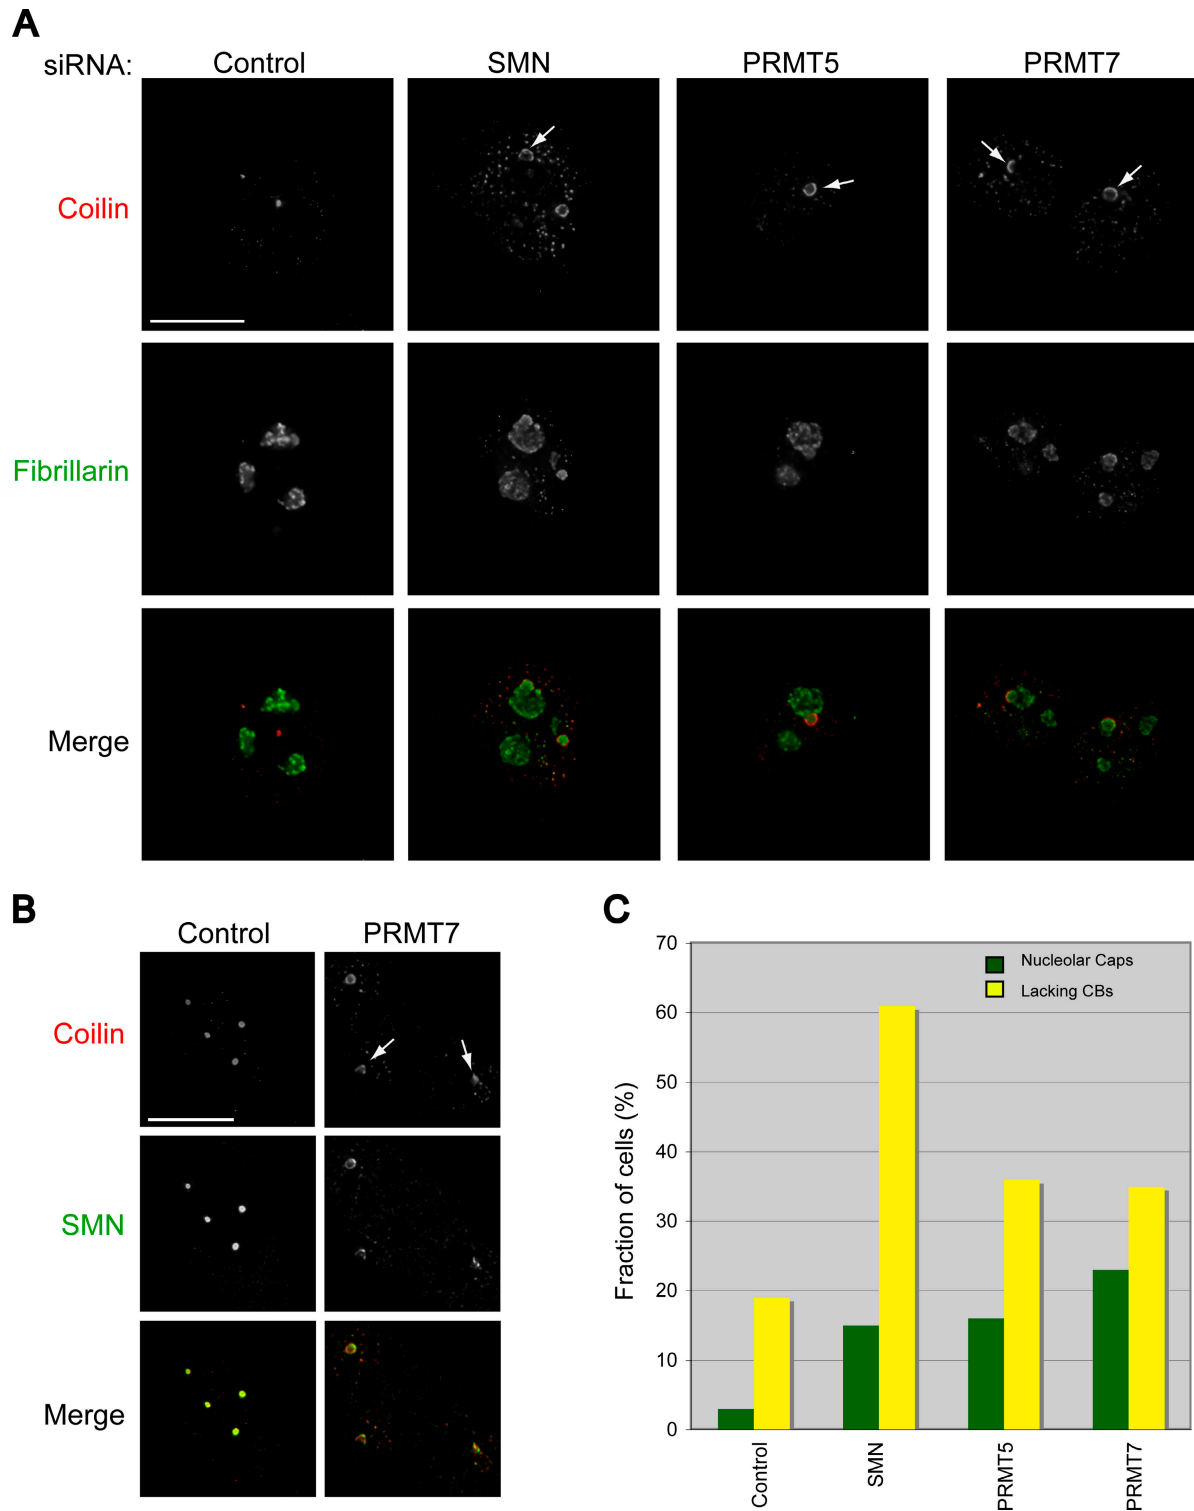 A
siRNA: Control SMN PRMT5 PRMT7
Coilin
Fibrillarin
Merge
B
Control PRMT7
Coilin
SMN
Merge
C
Fraction of cells (%)
70
60
50
40
30
20
10
0
Nucleolar Caps
Lacking CBs
Control
SMN
PRMT5
PRMT7